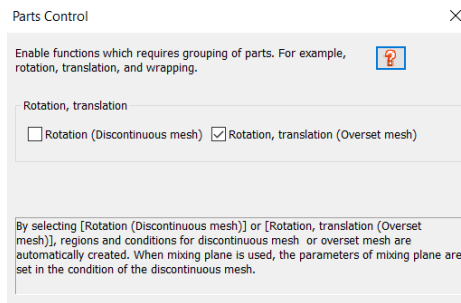 Parts Control
Enable functions which requires grouping of parts. For example,
rotation, translation, and wrapping.
Rotation, translation
Rotation (Discontinuous mesh) Rotation, translation (Overset mesh)
By selecting [Rotation (Discontinuous mesh)] or [Rotation, translation (Overset
mesh)], regions and conditions for discontinuous mesh or overset mesh are
automatically created. When mixing plane is used, the parameters of mixing plane are
set in the condition of the discontinuous mesh.